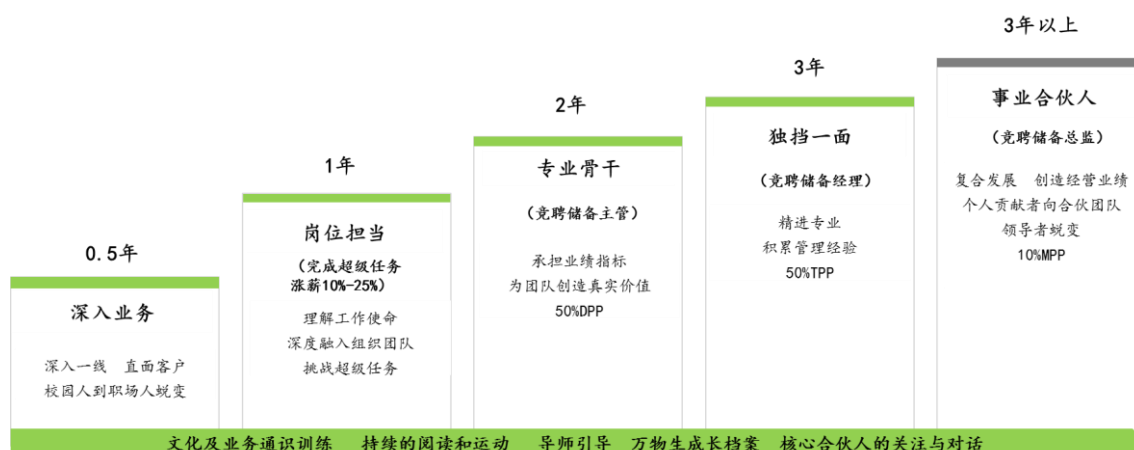 0.5年
深入业务
深入一线 直面客户
校园人到职场人蜕变
1年
岗位担当
（完成超级任务
涨薪10%-25%）
理解工作使命
深度融入组织团队
挑战超级任务
2年
专业骨干
（竞聘储备主管）
承担业绩指标
为团队创造真实价值
50%DPP
3年
独挡一面
（竞聘储备经理）
精进专业
积累管理经验
50%TPP
3年以上
事业合伙人
（竞聘储备总监）
复合发展 创造经营业绩
个人贡献者向合伙团队
领导者蜕变
10%MPP
文化及业务通识训练 持续的阅读和运动 导师引导 万物生成长档案 核心合伙人的关注与对话